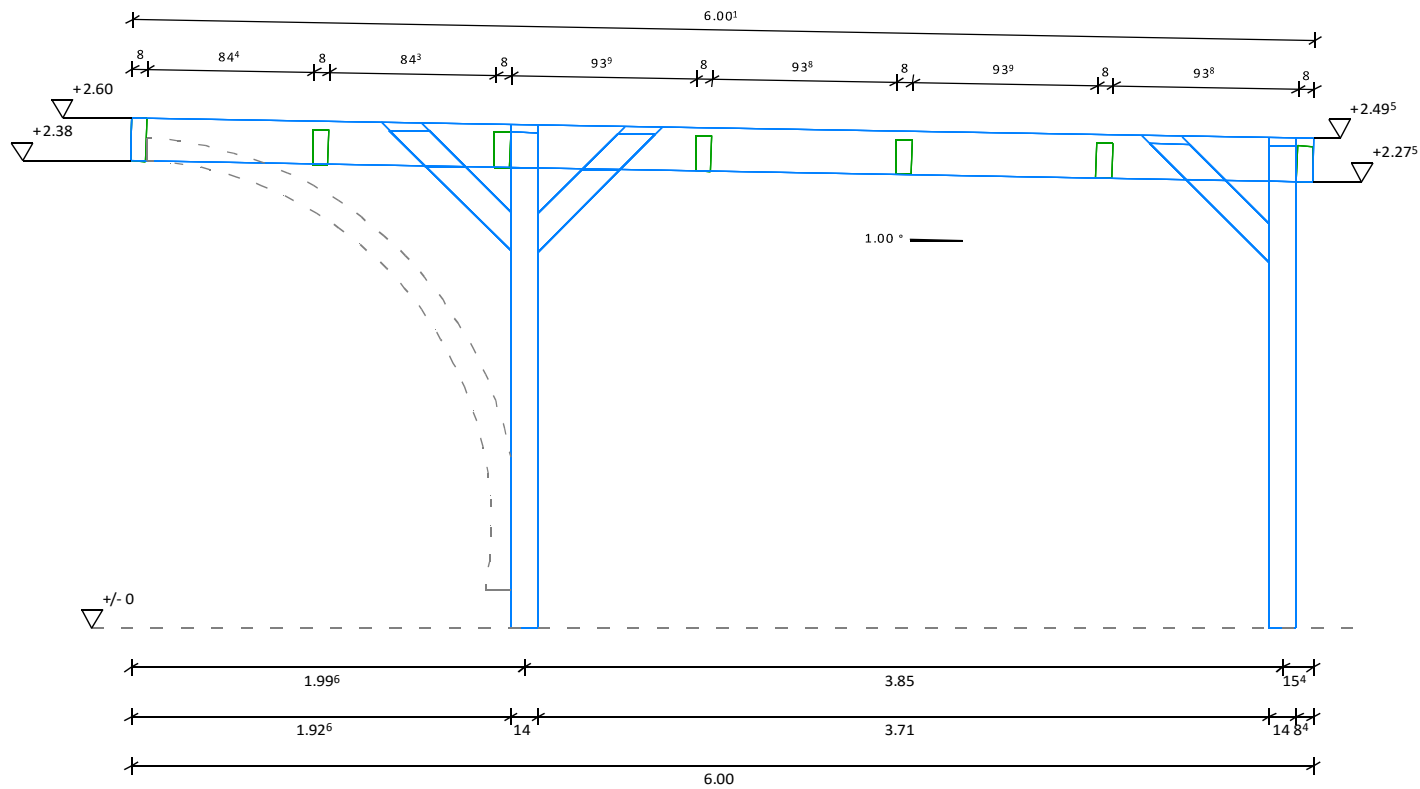 6.00¹
8 84⁴ 8 84³ 8 93⁹ 8 93⁸ 8 93⁹ 8 93⁸ 8
+2.60
+2.49⁵
+2.38
+2.27⁵
1.00 °
+/- 0
1.99⁶ 3.85 15⁴
1.92⁶ 14 3.71 14 8⁴
6.00